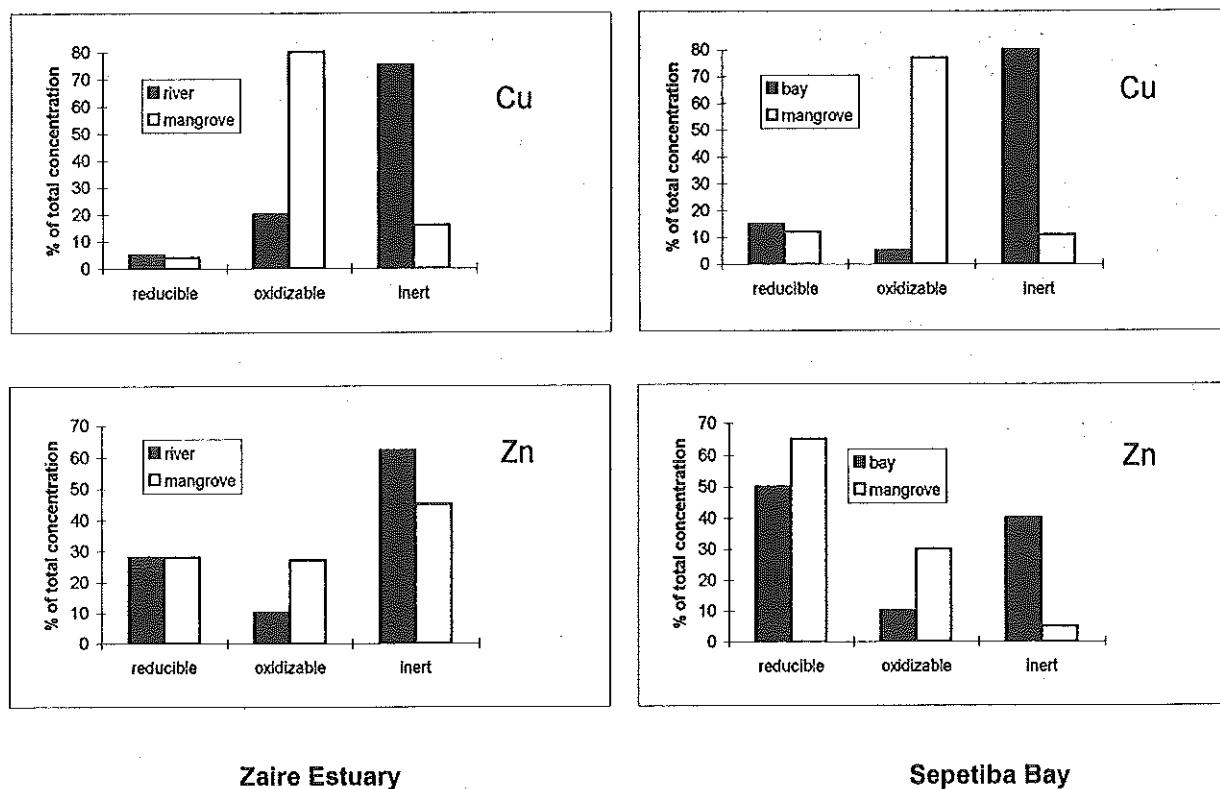 Cu
% of total concentration
80
70
60
50
40
30
20
10
0
river
mangrove
reducible
oxidizable
inert
Cu
% of total concentration
80
70
60
50
40
30
20
10
0
bay
mangrove
reducible
oxidizable
inert
Zn
% of total concentration
70
60
50
40
30
20
10
0
river
mangrove
reducible
oxidizable
inert
Zn
% of total concentration
70
60
50
40
30
20
10
0
bay
mangrove
reducible
oxidizable
inert
Zaire Estuary
Sepetiba Bay